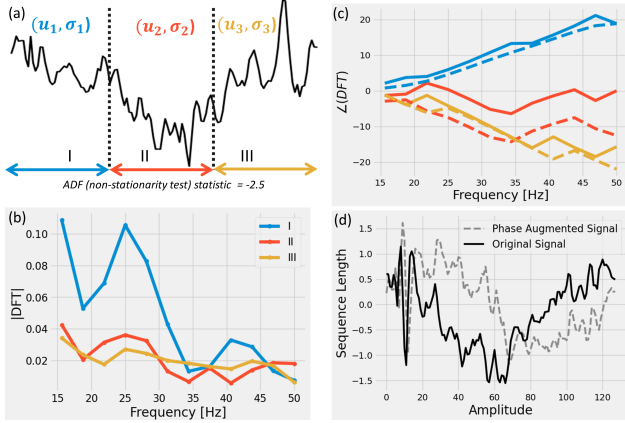 (a)
(u₁, σ₁)
(u₂, σ₂)
(u₃, σ₃)
I
II
III
ADF (non-stationarity test) statistic = -2.5
(b)
|DFT|
0.10
0.08
0.06
0.04
0.02
15
20
25
30
35
40
45
50
Frequency [Hz]
I
II
III
(c)
∠(DFT)
20
10
0
−10
−20
15
20
25
30
35
40
45
50
Frequency [Hz]
(d)
Sequence Length
1.5
1.0
0.5
0.0
−0.5
−1.0
−1.5
0
20
40
60
80
100
120
Amplitude
Phase Augmented Signal
Original Signal